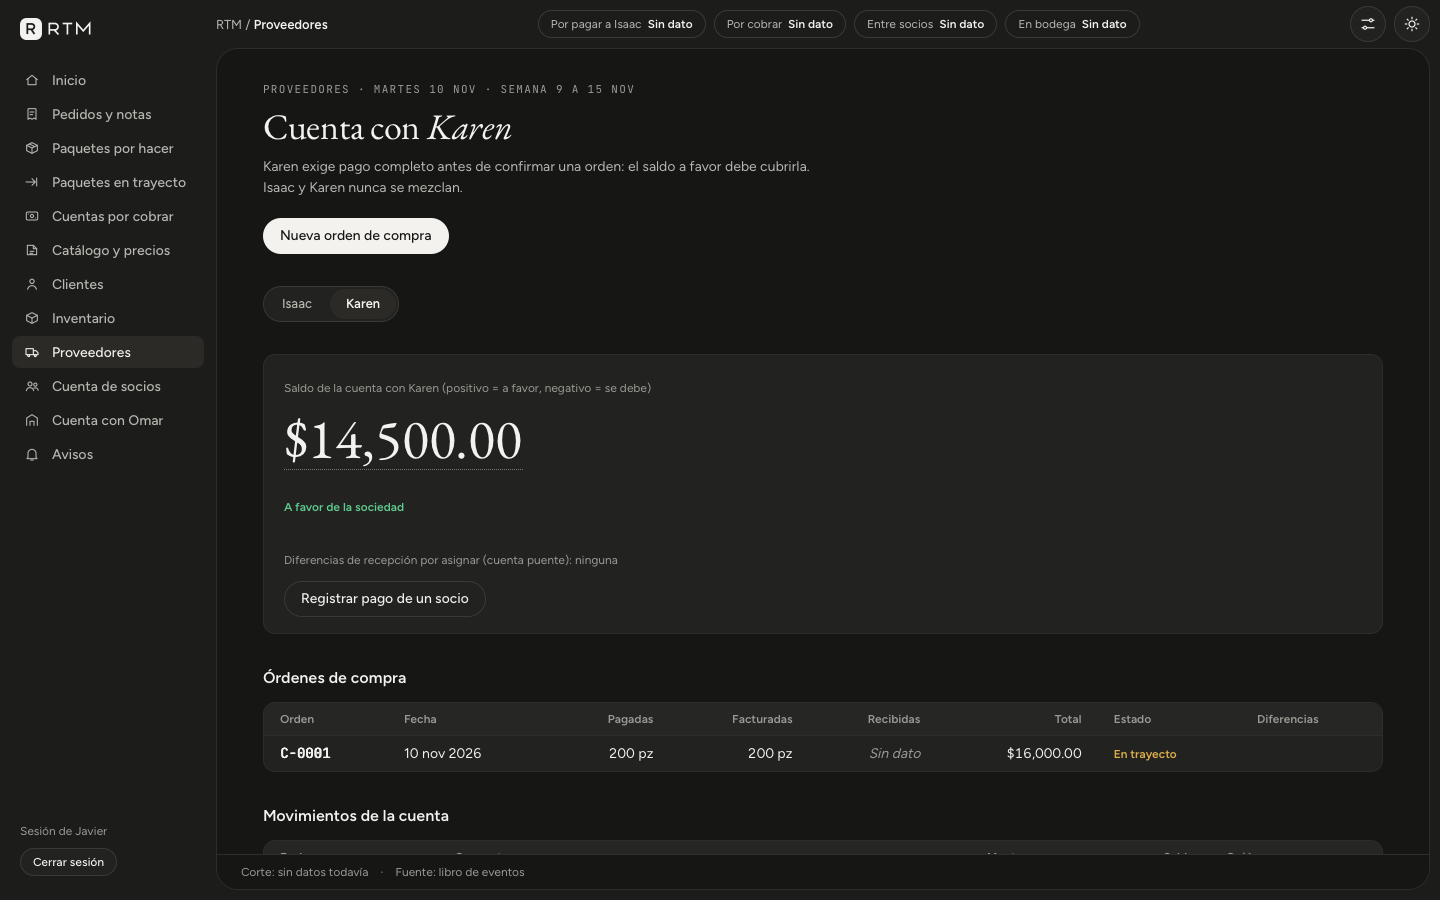 R RTM
RTM / Proveedores
Por pagar a Isaac Sin dato
Por cobrar Sin dato
Entre socios Sin dato
En bodega Sin dato
Inicio
Pedidos y notas
Paquetes por hacer
Paquetes en trayecto
Cuentas por cobrar
Catálogo y precios
Clientes
Inventario
Proveedores
Cuenta de socios
Cuenta con Omar
Avisos
Sesión de Javier
Cerrar sesión
PROVEEDORES · MARTES 10 NOV · SEMANA 9 A 15 NOV
Cuenta con Karen
Karen exige pago completo antes de confirmar una orden: el saldo a favor debe cubrirla.
Isaac y Karen nunca se mezclan.
Nueva orden de compra
Isaac Karen
Saldo de la cuenta con Karen (positivo = a favor, negativo = se debe)
$14,500.00
A favor de la sociedad
Diferencias de recepción por asignar (cuenta puente): ninguna
Registrar pago de un socio
Órdenes de compra
Orden Fecha Pagadas Facturadas Recibidas Total Estado Diferencias
C-0001 10 nov 2026 200 pz 200 pz Sin dato $16,000.00 En trayecto
Movimientos de la cuenta
Corte: sin datos todavía · Fuente: libro de eventos